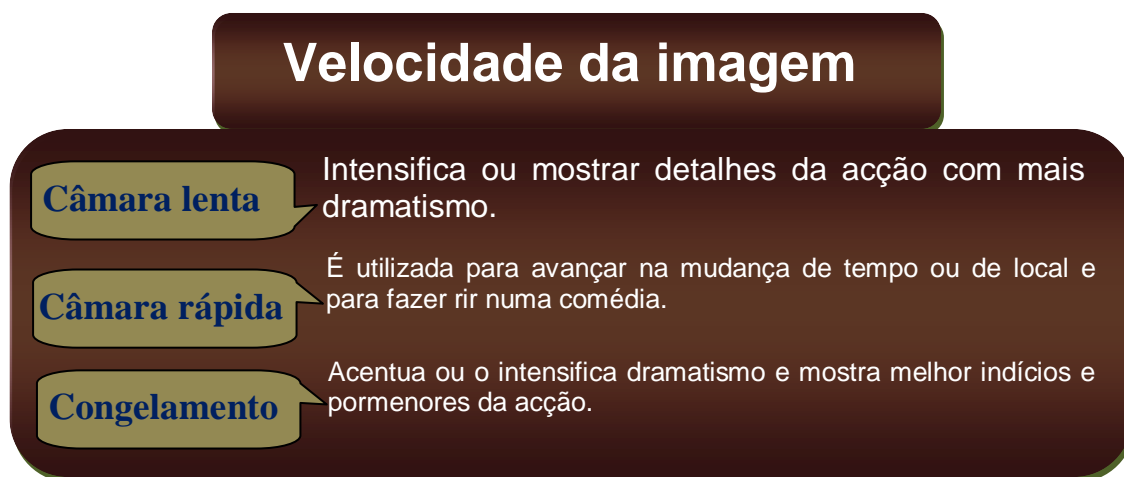 Velocidade da imagem
Câmara lenta
Intensifica ou mostrar detalhes da acção com mais
dramatismo.
Câmara rápida
É utilizada para avançar na mudança de tempo ou de local e
para fazer rir numa comédia.
Congelamento
Acentua ou o intensifica dramatismo e mostra melhor indícios e
pormenores da acção.